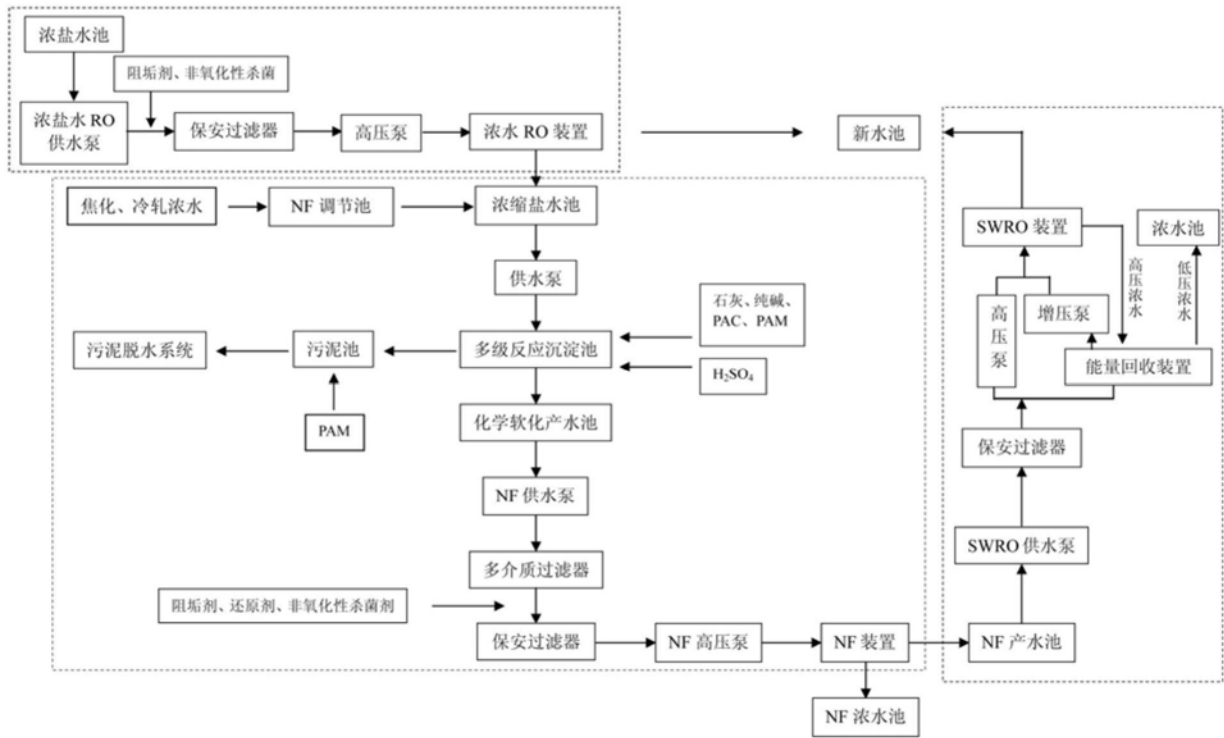 浓盐水池
阻垢剂、非氧化性杀菌
浓盐水 RO
供水泵
保安过滤器
高压泵
浓水 RO 装置
新水池
焦化、冷轧浓水
NF 调节池
浓缩盐水池
供水泵
石灰、纯碱、
PAC、PAM
污泥脱水系统
污泥池
多级反应沉淀池
H₂SO₄
PAM
化学软化产水池
NF 供水泵
多介质过滤器
阻垢剂、还原剂、非氧化性杀菌剂
保安过滤器
NF 高压泵
NF 装置
NF 产水池
NF 浓水池
SWRO 装置
浓水池
高压浓水
低压浓水
高压泵
增压泵
能量回收装置
保安过滤器
SWRO 供水泵